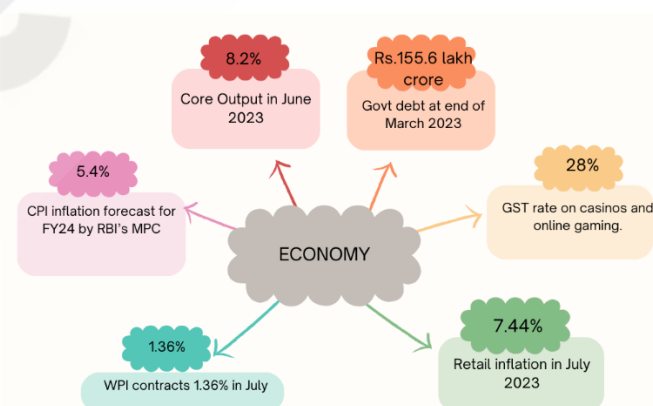 8.2%
Core Output in June
2023
Rs.155.6 lakh
crore
Govt debt at end of
March 2023
5.4%
CPI inflation forecast for
FY24 by RBI's MPC
28%
GST rate on casinos and
online gaming.
ECONOMY
1.36%
WPI contracts 1.36% in July
7.44%
Retail inflation in July
2023